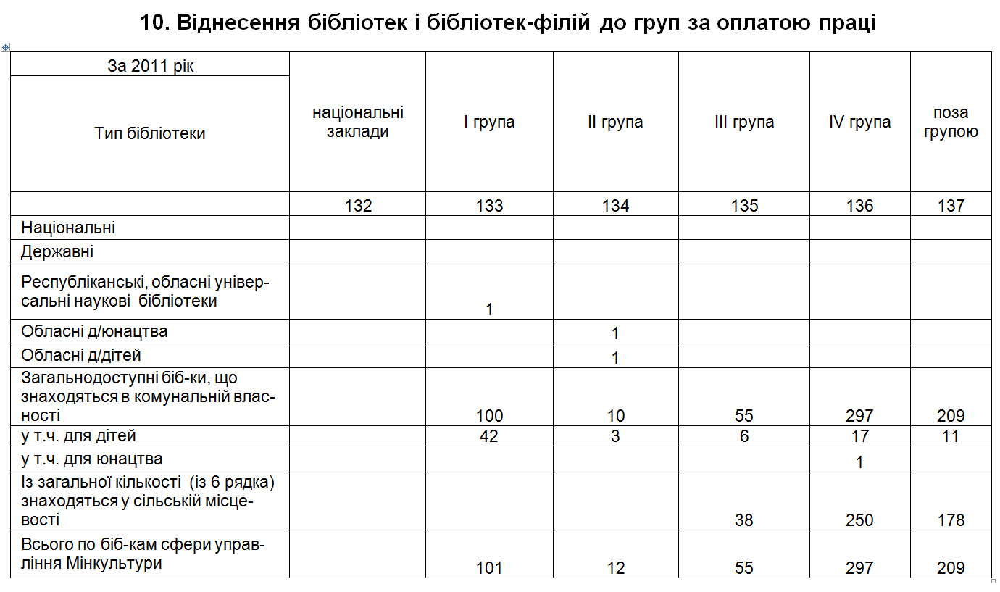 10. Віднесення бібліотек і бібліотек-філій до груп за оплатою праці
За 2011 рік
Тип бібліотеки
національні
заклади
I група
II група
III група
IV група
поза
групою
132 133 134 135 136 137
Національні
Державні
Республіканські, обласні універ-
сальні наукові бібліотеки
1
Обласні д/юнацтва 1
Обласні д/дітей 1
Загальнодоступні біб-ки, що
знаходяться в комунальній влас-
ності 100 10 55 297 209
у т.ч. для дітей 42 3 6 17 11
у т.ч. для юнацтва 1
Із загальної кількості (із 6 рядка)
знаходяться у сільській місце-
вості 38 250 178
Всього по біб-кам сфери управ-
ління Мінкультури 101 12 55 297 209